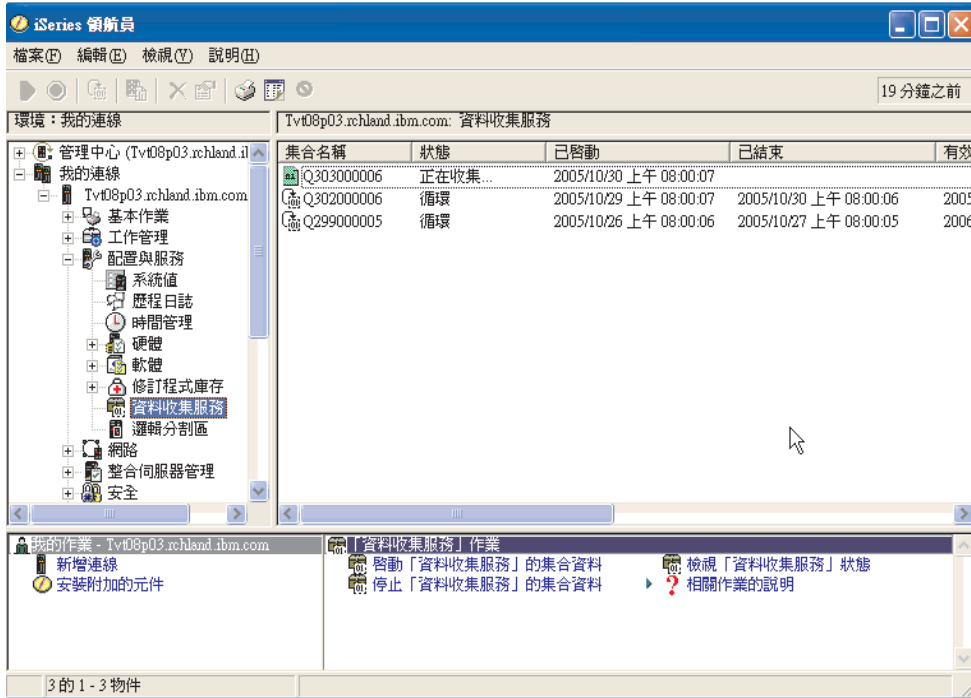 iSeries 領航員
檔案(F) 編輯(E) 檢視(V) 說明(H)
19 分鐘之前
環境：我的連線
Tvt08p03.rchland.ibm.com: 資料收集服務
管理中心 (Tvt08p03.rchland.il
我的連線
Tvt08p03.rchland.ibm.com
基本作業
工作管理
配置與服務
系統值
歷程日誌
時間管理
硬體
軟體
修訂程式庫存
資料收集服務
邏輯分割區
網路
整合伺服器管理
安全
集合名稱 狀態 已啟動 已結束 有效
Q303000006 正在收集... 2005/10/30 上午 08:00:07
Q302000006 循環 2005/10/29 上午 08:00:07 2005/10/30 上午 08:00:06 2005
Q299000005 循環 2005/10/26 上午 08:00:06 2005/10/27 上午 08:00:05 2006
我的作業 - Tvt08p03.rchland.ibm.com
新增連線
安裝附加的元件
「資料收集服務」作業
啟動「資料收集服務」的集合資料 檢視「資料收集服務」狀態
停止「資料收集服務」的集合資料 相關作業的說明
3 的 1 - 3 物件